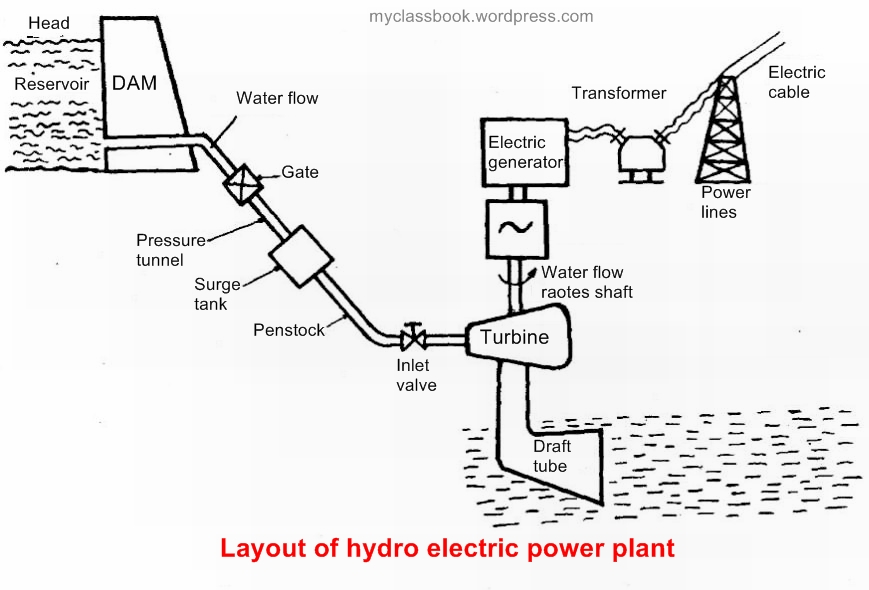 myclassbook.wordpress.com
Head
Reservoir
DAM
Water flow
Gate
Pressure
tunnel
Surge
tank
Penstock
Inlet
valve
Turbine
Water flow
raotes shaft
Electric
generator
Transformer
Electric
cable
Power
lines
Draft
tube
Layout of hydro electric power plant